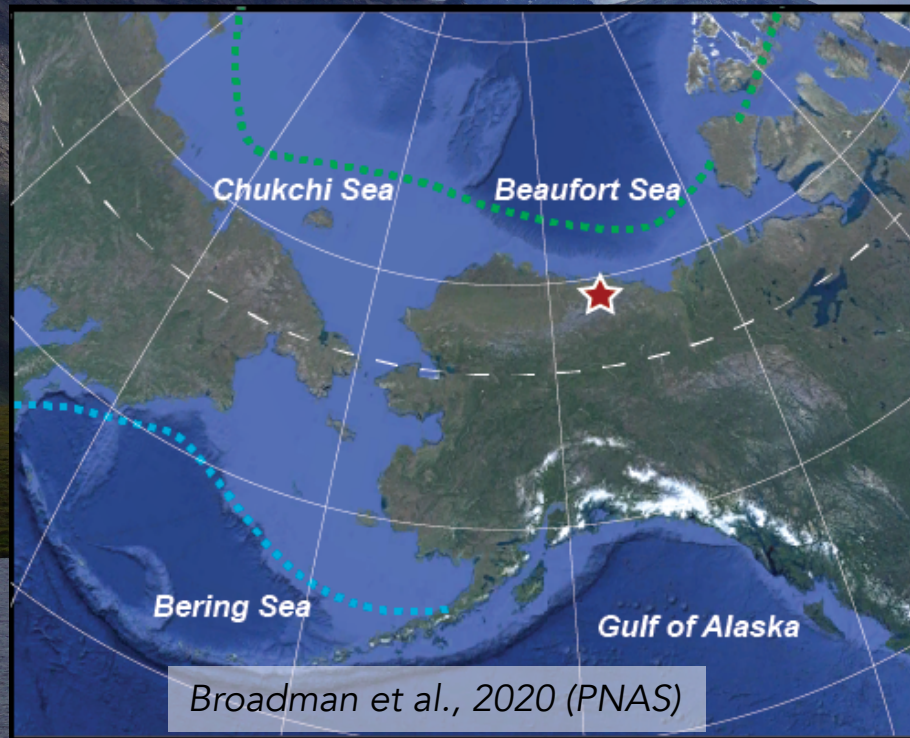 Chukchi Sea
Beaufort Sea
Bering Sea
Gulf of Alaska
Broadman et al., 2020 (PNAS)